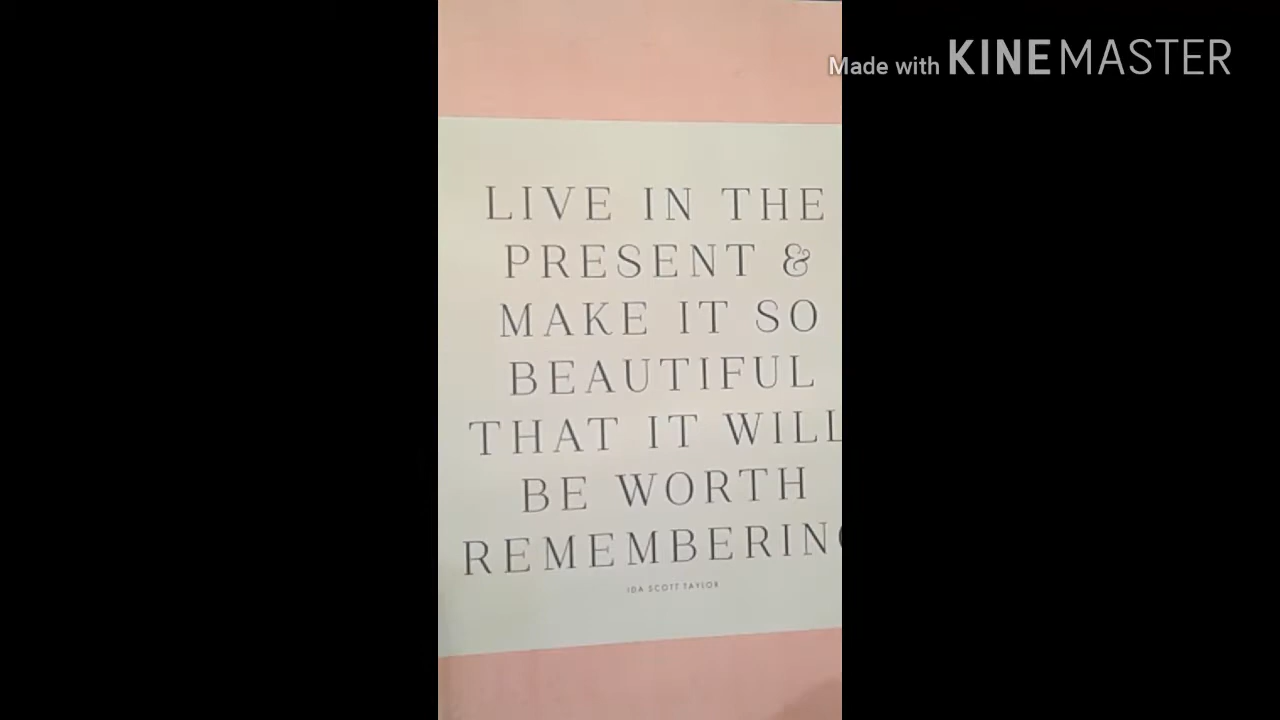 Made with KINEMASTER
LIVE IN THE
PRESENT &
MAKE IT SO
BEAUTIFUL
THAT IT WILL
BE WORTH
REMEMBERING
IDA SCOTT TAYLOR